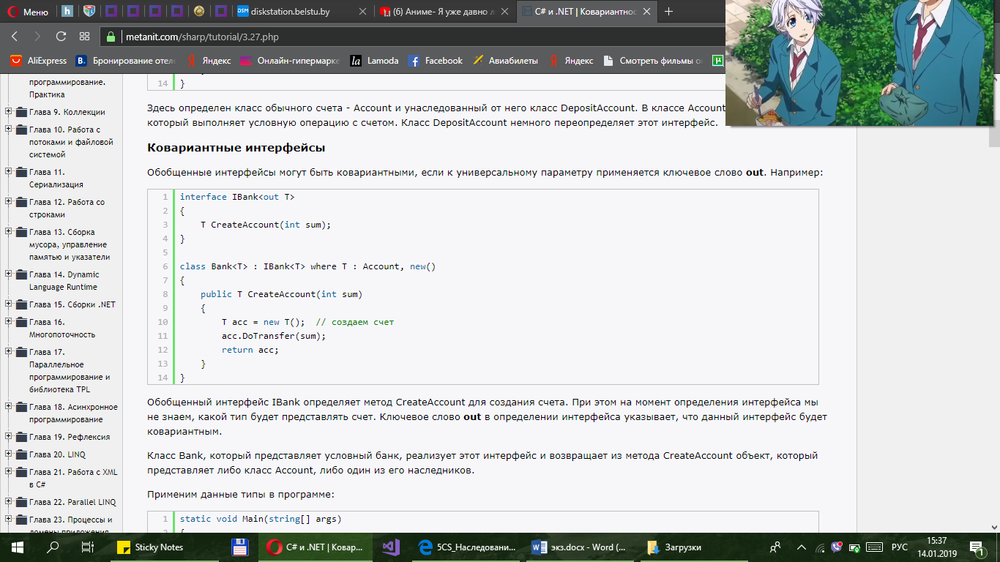 Меню
diskstation.belstu.by
(6) Аниме- Я уже давно л
C# и .NET | Ковариантнос
metanit.com/sharp/tutorial/3.27.php
AliExpress
Бронирование отеле
Яндекс
Онлайн-гипермарке
Lamoda
Facebook
Авиабилеты
Яндекс
Смотреть фильмы о
программирование.
Практика
Глава 9. Коллекции
Глава 10. Работа с
потоками и файловой
системой
Глава 11.
Сериализация
Глава 12. Работа со
строками
Глава 13. Сборка
мусора, управление
памятью и указатели
Глава 14. Dynamic
Language Runtime
Глава 15. Сборки .NET
Глава 16.
Многопоточность
Глава 17.
Параллельное
программирование и
библиотека TPL
Глава 18. Асинхронное
программирование
Глава 19. Рефлексия
Глава 20. LINQ
Глава 21. Работа с XML
в C#
Глава 22. Parallel LINQ
Глава 23. Процессы и
домены приложения
14 }
Здесь определен класс обычного счета - Account и унаследованный от него класс DepositAccount. В классе Account
который выполняет условную операцию с счетом. Класс DepositAccount немного переопределяет этот интерфейс.
Ковариантные интерфейсы
Обобщенные интерфейсы могут быть ковариантными, если к универсальному параметру применяется ключевое слово out. Например:
1 interface IBank<out T>
2 {
3 T CreateAccount(int sum);
4 }
5
6 class Bank<T> : IBank<T> where T : Account, new()
7 {
8 public T CreateAccount(int sum)
9 {
10 T acc = new T(); // создаем счет
11 acc.DoTransfer(sum);
12 return acc;
13 }
14 }
Обобщенный интерфейс IBank определяет метод CreateAccount для создания счета. При этом на момент определения интерфейса мы
не знаем, какой тип будет представлять счет. Ключевое слово out в определении интерфейса указывает, что данный интерфейс будет
ковариантным.
Класс Bank, который представляет условный банк, реализует этот интерфейс и возвращает из метода CreateAccount объект, который
представляет либо класс Account, либо один из его наследников.
Применим данные типы в программе:
1 static void Main(string[] args)
2 {
Sticky Notes
C# и .NET | Ковар...
5CS_Наследовани...
экз.docx - Word (...
Загрузки
РУС
15:37
14.01.2019
1